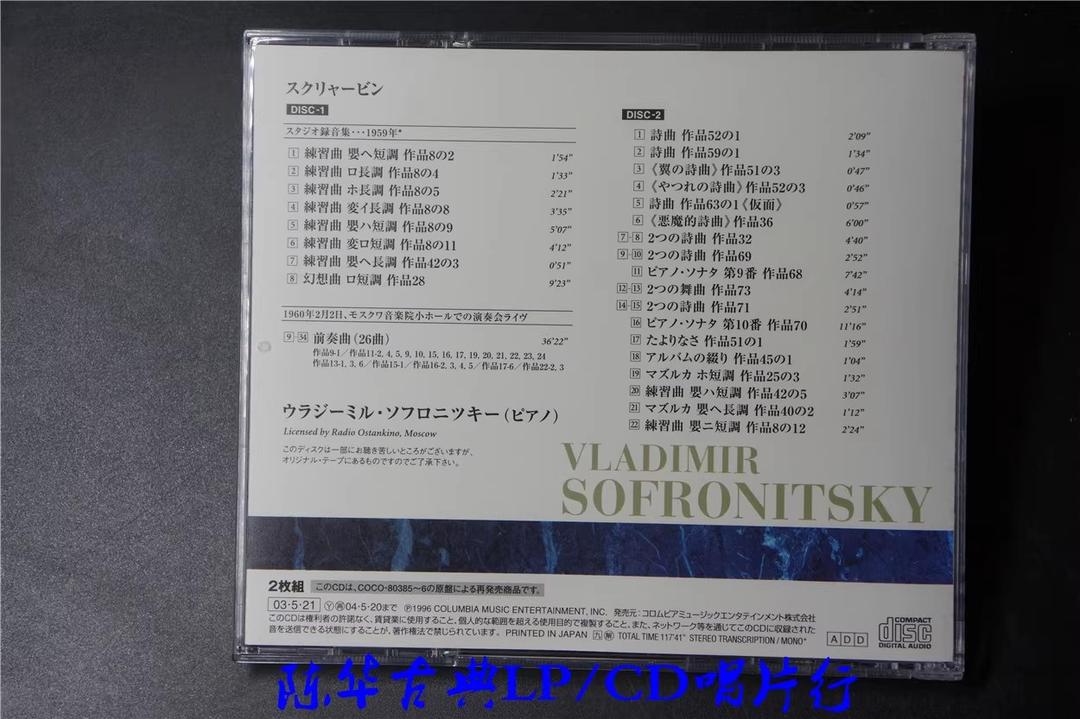 スクリャービン
DISC-1
スタジオ録音集･･･1959年*
1 練習曲 嬰ヘ短調 作品8の2 1'54"
2 練習曲 ロ長調 作品8の4 1'33"
3 練習曲 ホ長調 作品8の5 2'21"
4 練習曲 変イ長調 作品8の8 3'35"
5 練習曲 嬰ハ短調 作品8の9 5'07"
6 練習曲 変ロ短調 作品8の11 4'12"
7 練習曲 嬰ヘ長調 作品42の3 0'51"
8 幻想曲 ロ短調 作品28 9'23"
1960年2月2日、モスクワ音楽院小ホールでの演奏会ライヴ
9-34 前奏曲(26曲) 36'22"
作品9-1／作品11-2, 4, 5, 9, 10, 15, 16, 17, 19, 20, 21, 22, 23, 24
作品13-1, 3, 6／作品15-1／作品16-2, 3, 4, 5／作品17-6／作品22-2, 3
ウラジーミル・ソフロニツキー(ピアノ)
Licensed by Radio Ostankino, Moscow
このディスクは一部にお聴き苦しいところがございますが、
オリジナル・テープにあるものですのでご了承下さい。
DISC-2
1 詩曲 作品52の1 2'09"
2 詩曲 作品59の1 1'34"
3 《翼の詩曲》作品51の3 0'47"
4 《やつれの詩曲》作品52の3 0'46"
5 詩曲 作品63の1《仮面》 0'57"
6 《悪魔的詩曲》作品36 6'00"
7-8 2つの詩曲 作品32 4'40"
9-10 2つの詩曲 作品69 2'52"
11 ピアノ・ソナタ 第9番 作品68 7'42"
12-13 2つの舞曲 作品73 4'14"
14-15 2つの詩曲 作品71 2'51"
16 ピアノ・ソナタ 第10番 作品70 11'16"
17 たよりなさ 作品51の1 1'59"
18 アルバムの綴り 作品45の1 1'04"
19 マズルカ ホ短調 作品25の3 1'32"
20 練習曲 嬰ハ短調 作品42の5 3'07"
21 マズルカ 嬰ヘ長調 作品40の2 1'12"
22 練習曲 嬰ニ短調 作品8の12 2'24"
VLADIMIR
SOFRONITSKY
2枚組 このCDは、COCO-80385～6の原盤による再発売商品です。
03·5·21 Ⓨ再04·5·20まで Ⓟ1996 COLUMBIA MUSIC ENTERTAINMENT, INC. 発売元：コロムビアミュージックエンタテインメント株式会社
このCDは権利者の許諾なく、賃貸業に使用すること、個人的な範囲を超える使用目的で複製すること、また、ネットワーク等を通じてこのCDに収録された
音を送信できる状態にすることが、著作権法で禁じられています。 PRINTED IN JAPAN TOTAL TIME 117'41" STEREO TRANSCRIPTION / MONO*
ADD
COMPACT
disc
DIGITAL AUDIO
陈华古典LP/CD唱片行